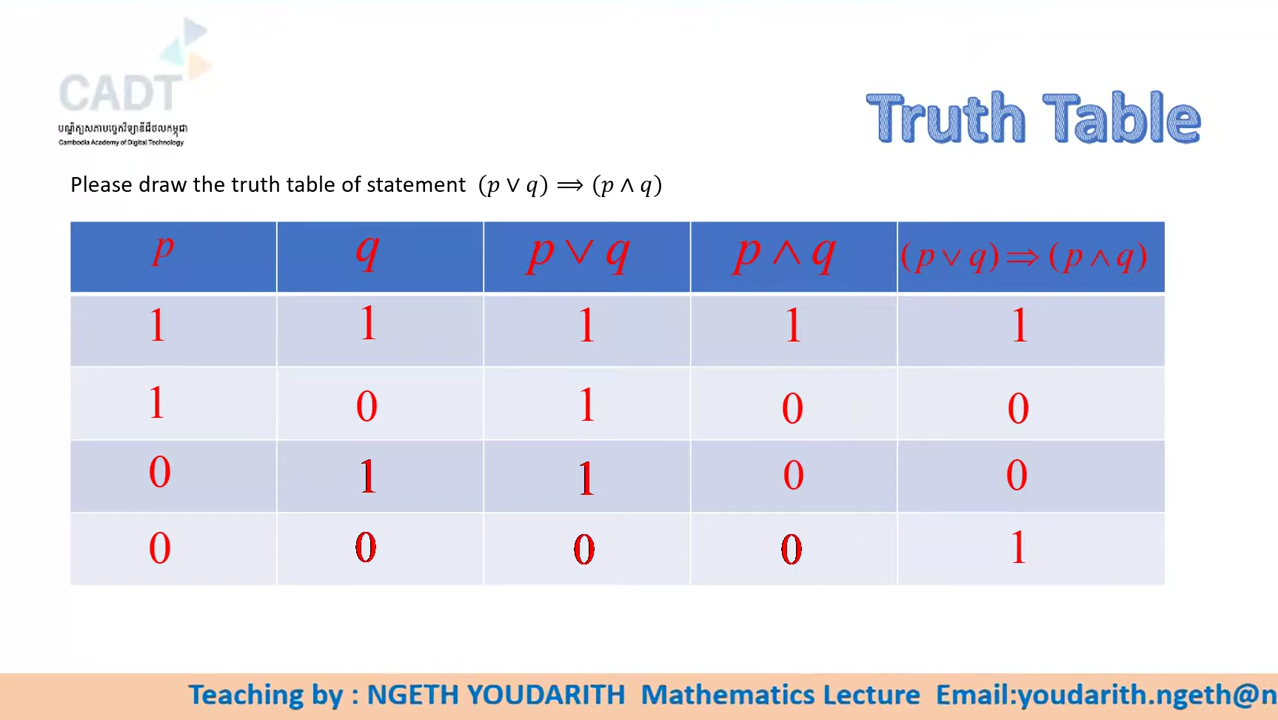 CADT
បណ្ឌិត្យសភាបច្ចេកវិទ្យាឌីជីថលកម្ពុជា
Cambodia Academy of Digital Technology
Truth Table
Please draw the truth table of statement (p ∨ q) ⟹ (p ∧ q)
p q p ∨ q p ∧ q (p ∨ q) ⇒ (p ∧ q)
1 1 1 1 1
1 0 1 0 0
0 1 1 0 0
0 0 0 0 1
Teaching by : NGETH YOUDARITH Mathematics Lecture Email:youdarith.ngeth@n